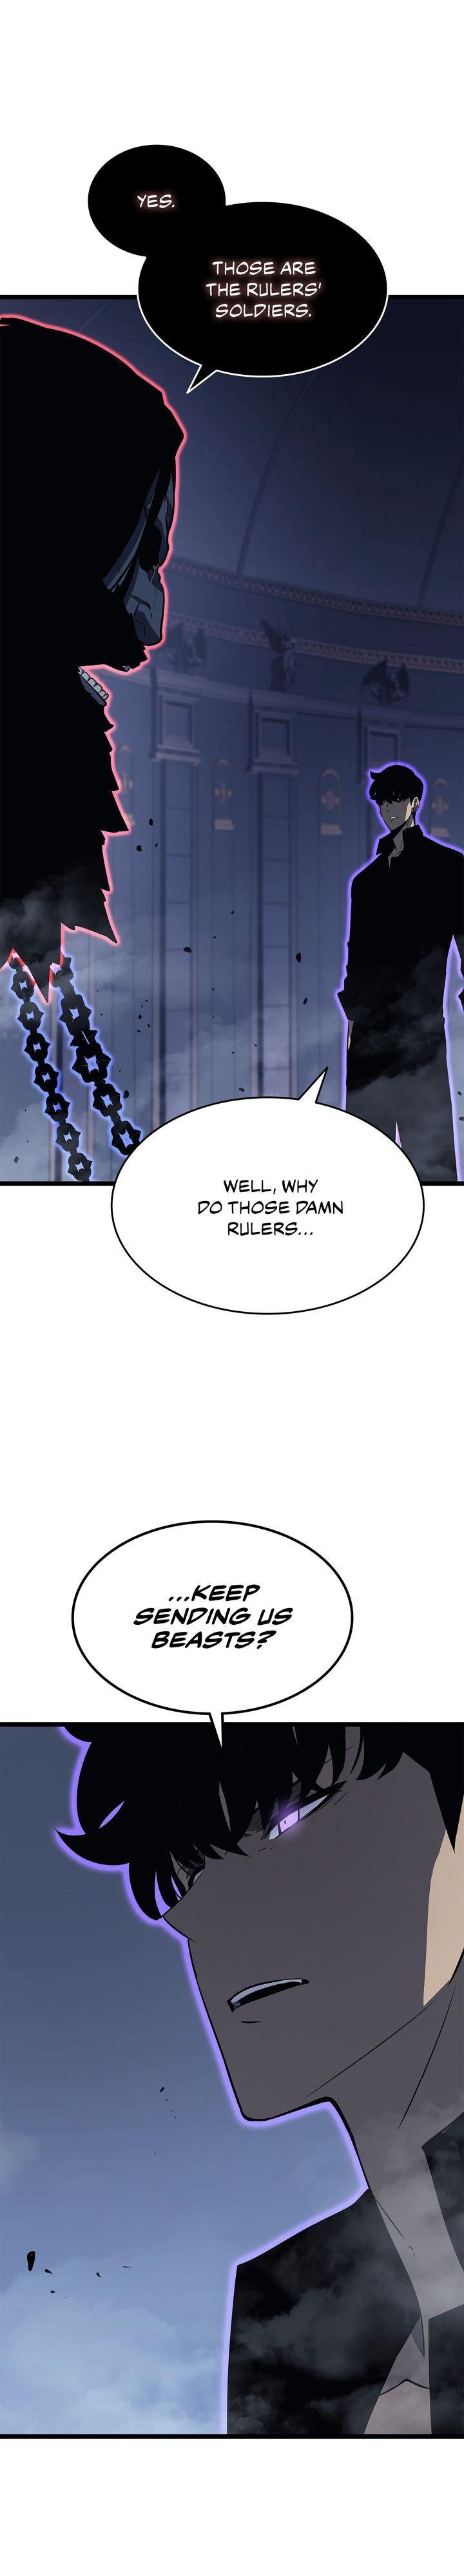 YES.
THOSE ARE
THE RULERS'
SOLDIERS.
WELL, WHY
DO THOSE DAMN
RULERS...
...KEEP
SENDING US
BEASTS?